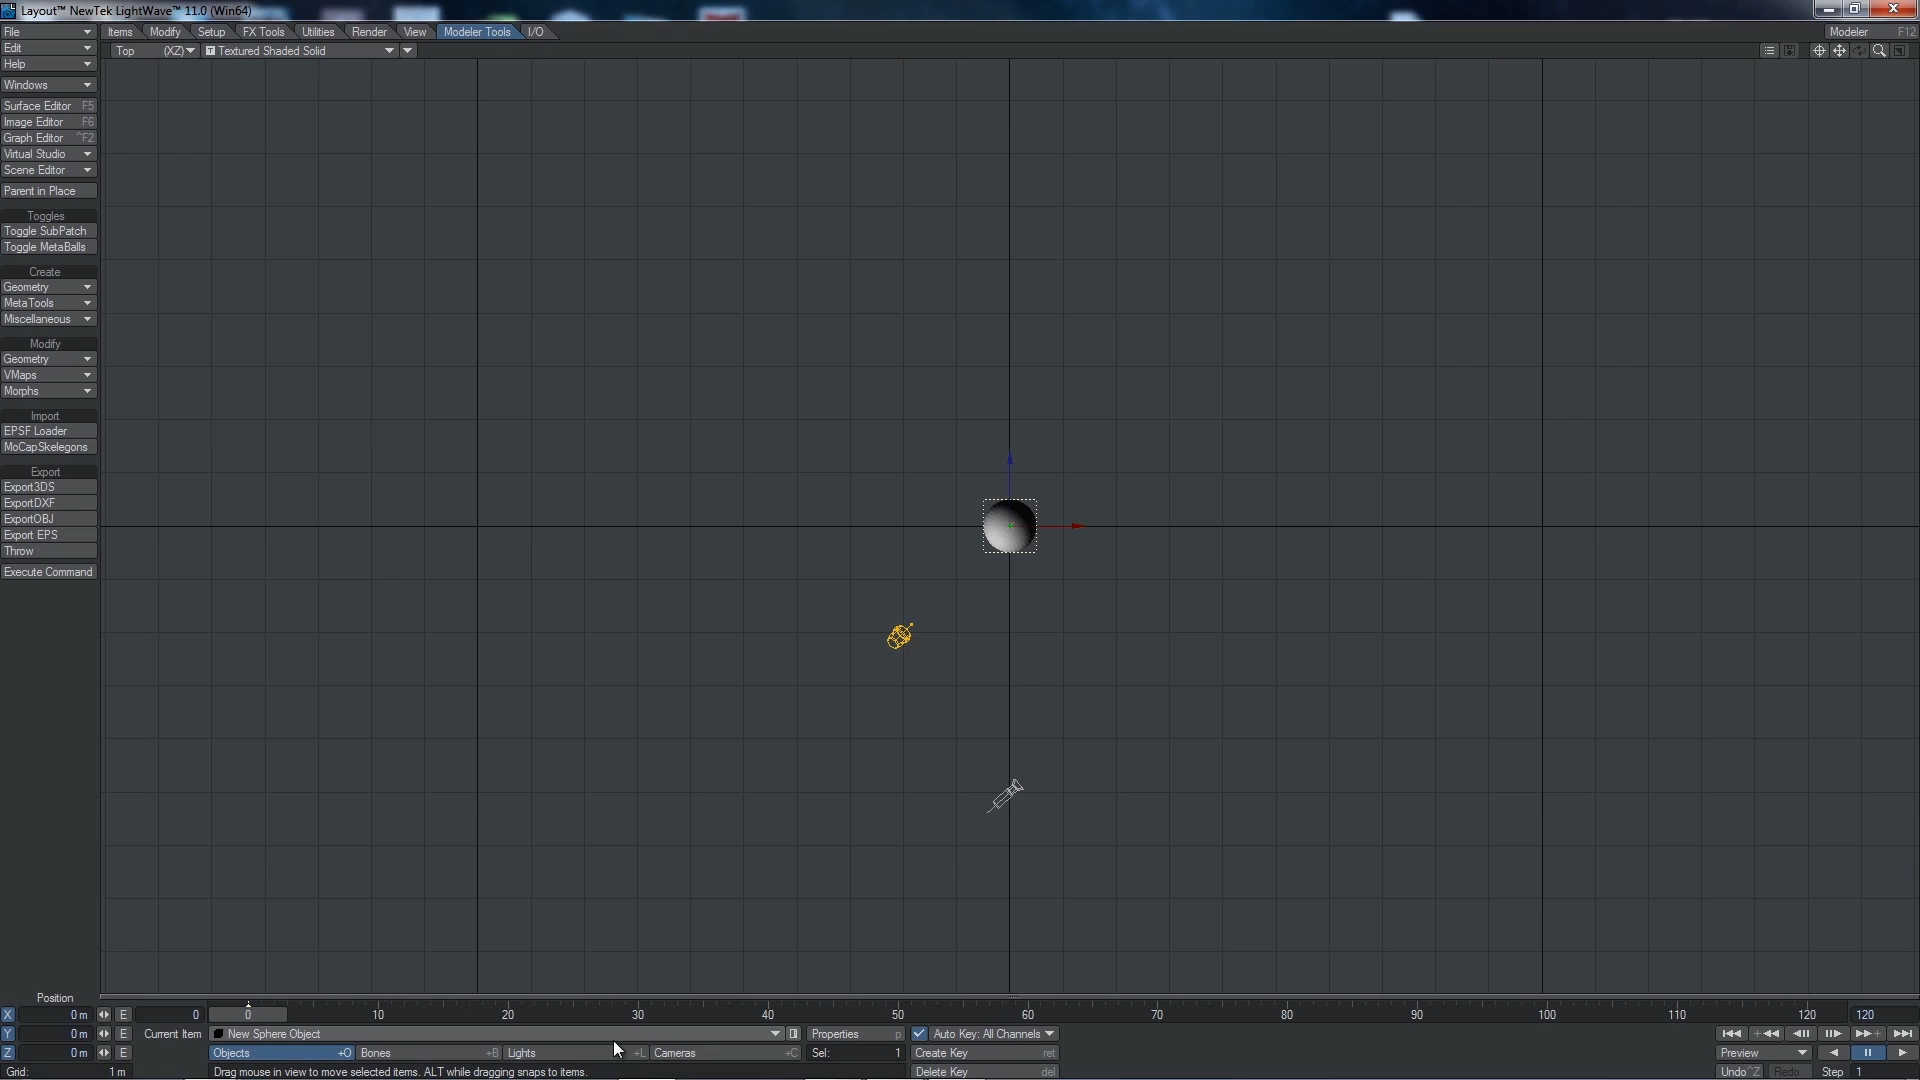 Layout™ NewTek LightWave™ 11.0 (Win64)
File Items Modify Setup FX Tools Utilities Render View Modeler Tools I/O Modeler F12
Edit Top (XZ) T Textured Shaded Solid
Help
Windows
Surface Editor F5
Image Editor F6
Graph Editor ^F2
Virtual Studio
Scene Editor
Parent in Place
Toggles
Toggle SubPatch
Toggle MetaBalls
Create
Geometry
MetaTools
Miscellaneous
Modify
Geometry
VMaps
Morphs
Import
EPSF Loader
MoCapSkelegons
Export
Export3DS
ExportDXF
ExportOBJ
Export EPS
Throw
Execute Command
Position
X 0 m E 0 0 10 20 30 40 50 60 70 80 90 100 110 120 120
Y 0 m E Current Item New Sphere Object Properties p Auto Key: All Channels
Z 0 m E Objects +O Bones +B Lights +L Cameras +C Sel: 1 Create Key ret Preview
Grid: 1 m Drag mouse in view to move selected items. ALT while dragging snaps to items. Delete Key del Undo ^Z Redo Step 1